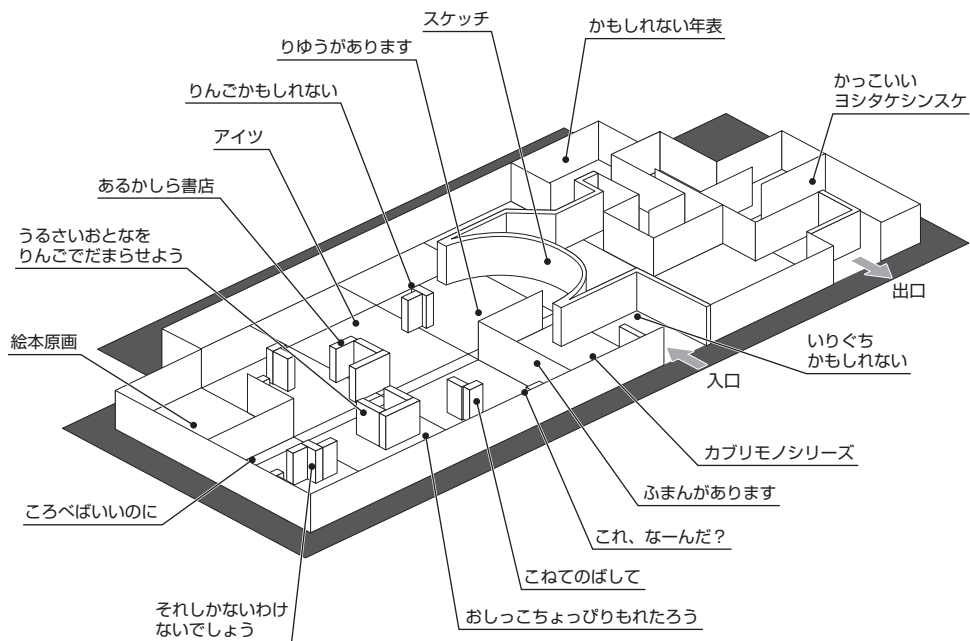 スケッチ
かもしれない年表
りゆうがあります
かっこいい
ヨシタケシンスケ
りんごかもしれない
アイツ
あるかしら書店
うるさいおとなを
りんごでだまらせよう
出口
絵本原画
いりぐち
かもしれない
入口
カブリモノシリーズ
ふまんがあります
ころべばいいのに
これ、なーんだ？
こねてのばして
それしかないわけ
ないでしょう
おしっこちょっぴりもれたろう